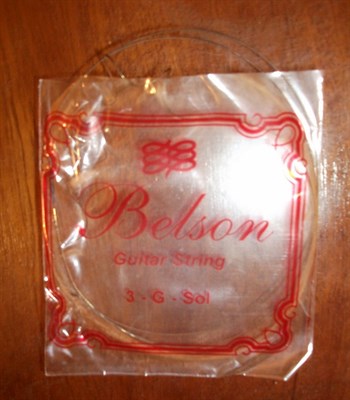 Belson
Guitar String
3 - G - Sol